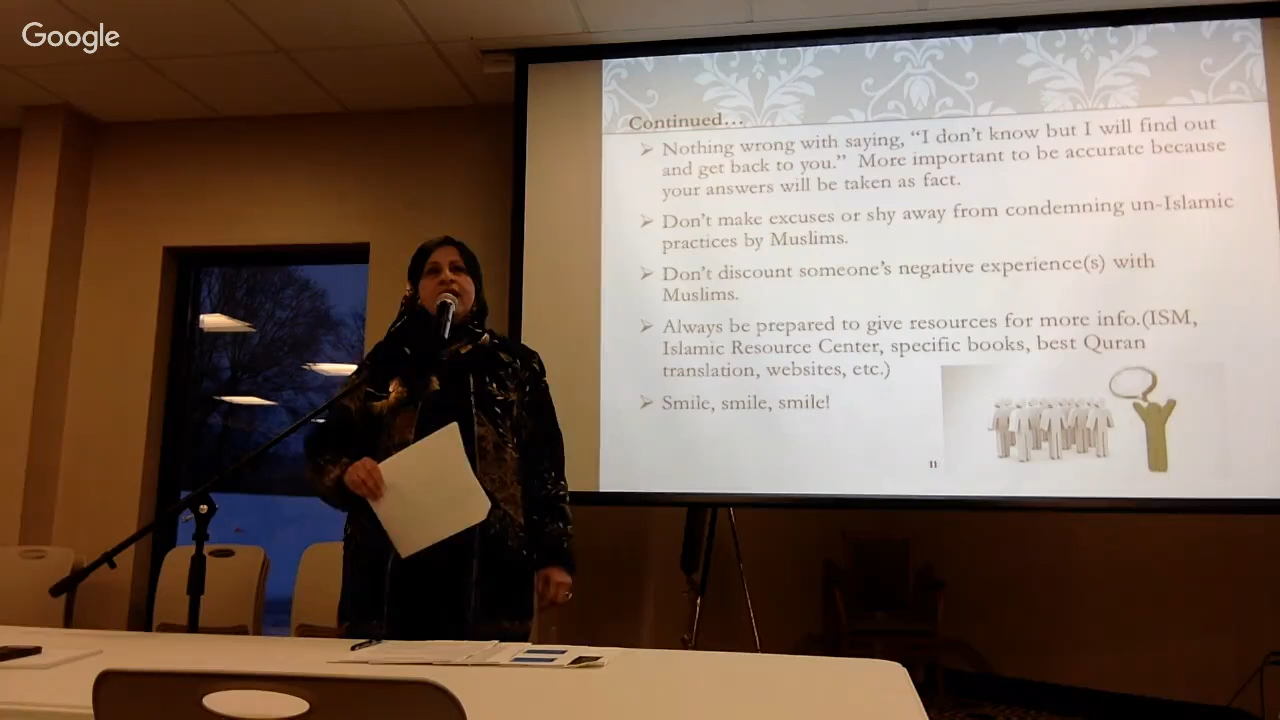 Google
Continued…
➢ Nothing wrong with saying, “I don’t know but I will find out
and get back to you.”  More important to be accurate because
your answers will be taken as fact.
➢ Don’t make excuses or shy away from condemning un-Islamic
practices by Muslims.
➢ Don’t discount someone’s negative experience(s) with
Muslims.
➢ Always be prepared to give resources for more info.(ISM,
Islamic Resource Center, specific books, best Quran
translation, websites, etc.)
➢ Smile, smile, smile!
11